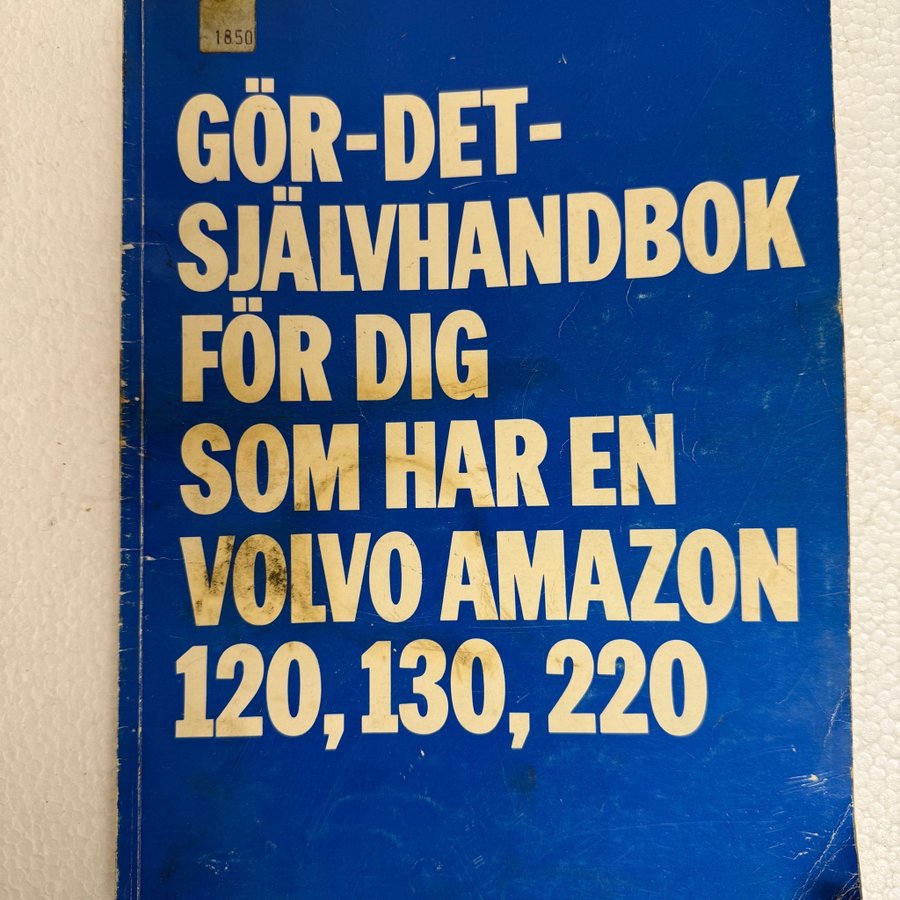 1850
GÖR-DET-
SJÄLVHANDBOK
FÖR DIG
SOM HAR EN
VOLVO AMAZON
120, 130, 220